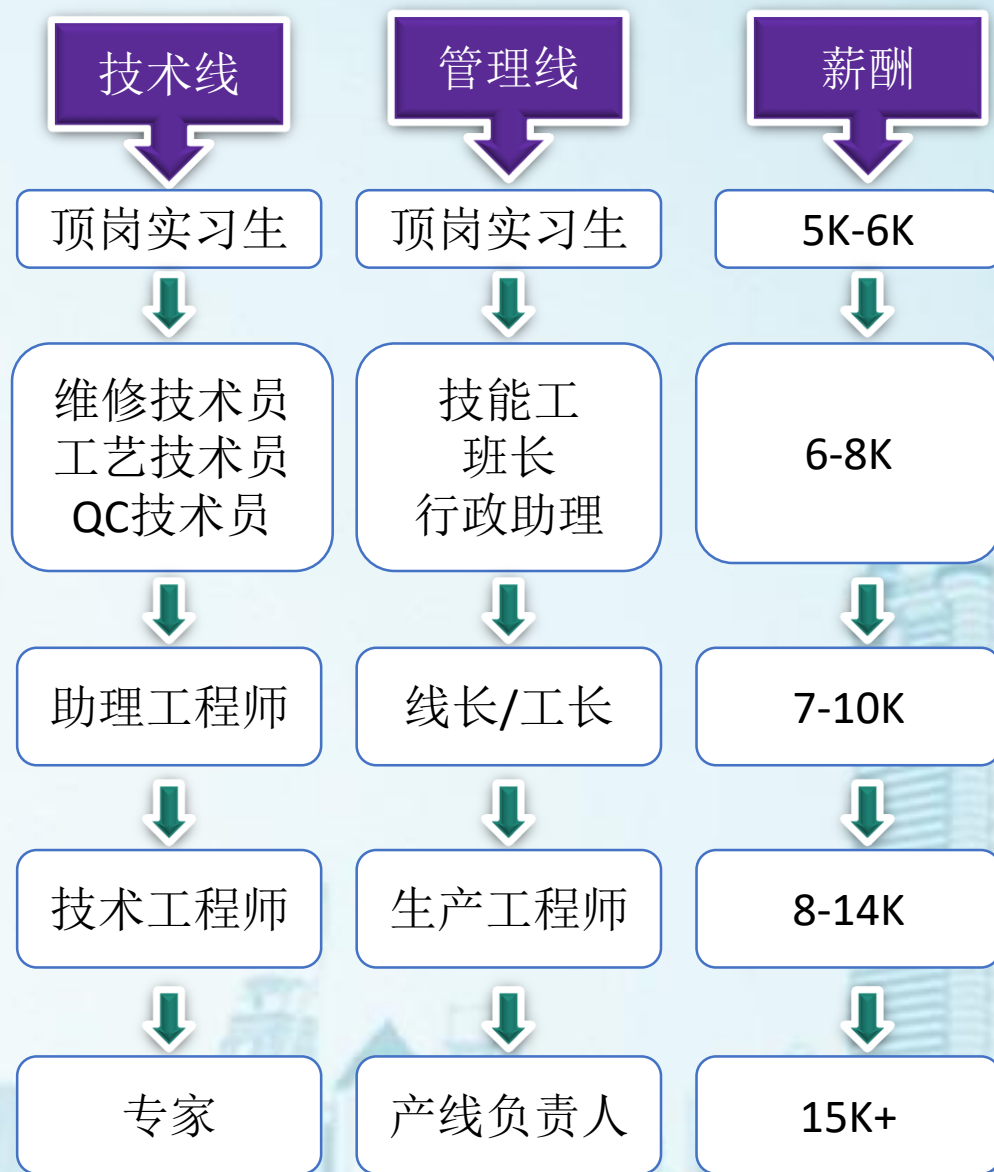 技术线
管理线
薪酬
顶岗实习生
顶岗实习生
5K-6K
维修技术员
工艺技术员
QC技术员
技能工
班长
行政助理
6-8K
助理工程师
线长/工长
7-10K
技术工程师
生产工程师
8-14K
专家
产线负责人
15K+